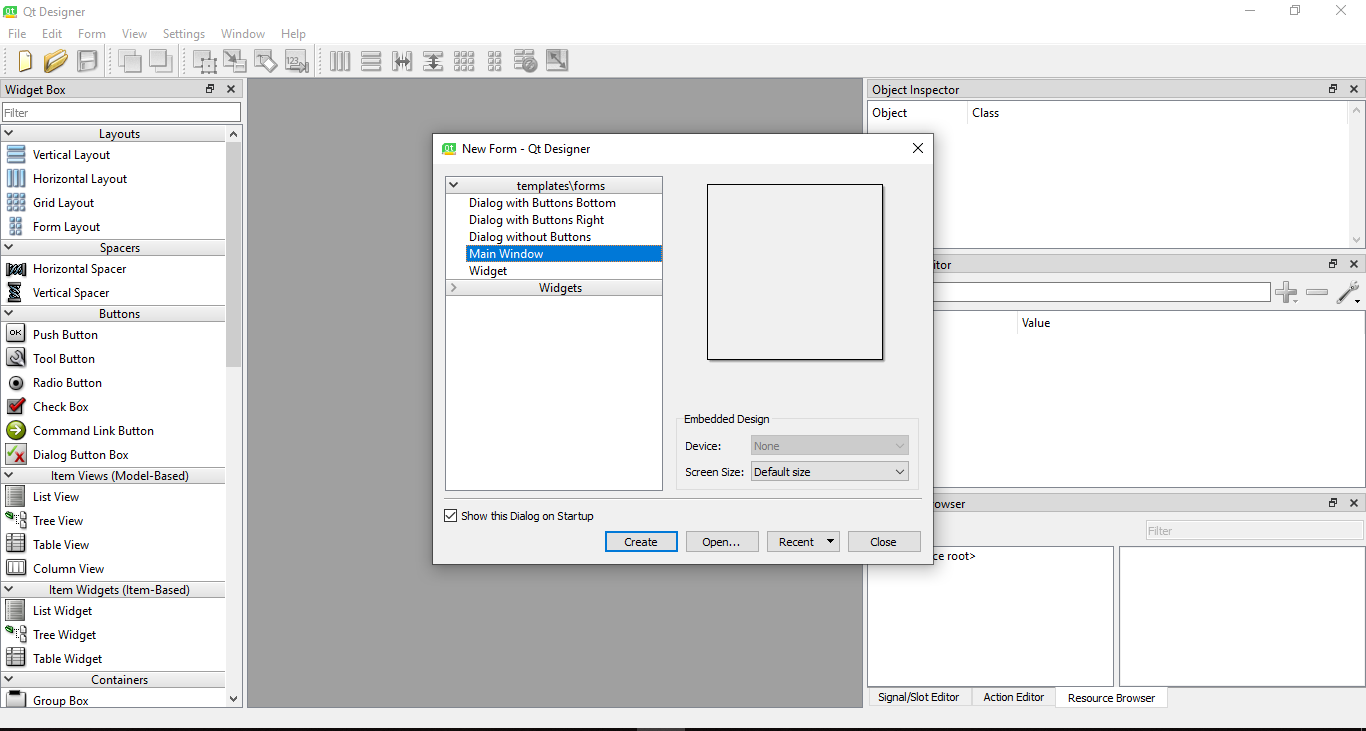 Qt Designer
File Edit Form View Settings Window Help
Widget Box
Filter
Layouts
Vertical Layout
Horizontal Layout
Grid Layout
Form Layout
Spacers
Horizontal Spacer
Vertical Spacer
Buttons
OK Push Button
Tool Button
Radio Button
Check Box
Command Link Button
Dialog Button Box
Item Views (Model-Based)
List View
Tree View
Table View
Column View
Item Widgets (Item-Based)
List Widget
Tree Widget
Table Widget
Containers
Group Box
New Form - Qt Designer
templates\forms
Dialog with Buttons Bottom
Dialog with Buttons Right
Dialog without Buttons
Main Window
Widget
Widgets
Embedded Design
Device: None
Screen Size: Default size
Show this Dialog on Startup
Create Open... Recent Close
Object Inspector
Object Class
itor
Value
owser
Filter
ce root>
Signal/Slot Editor Action Editor Resource Browser